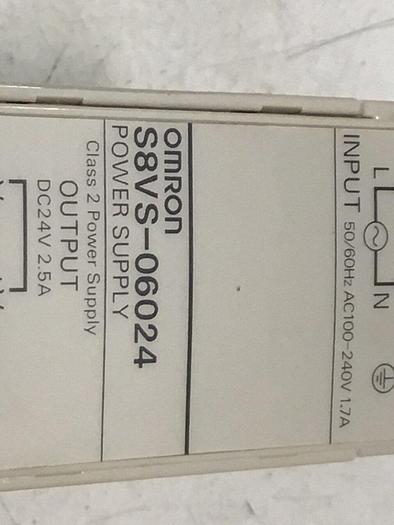 L N
INPUT 50/60Hz AC100-240V 1.7A
OMRON
S8VS-06024
POWER SUPPLY
Class 2 Power Supply
OUTPUT
DC24V 2.5A